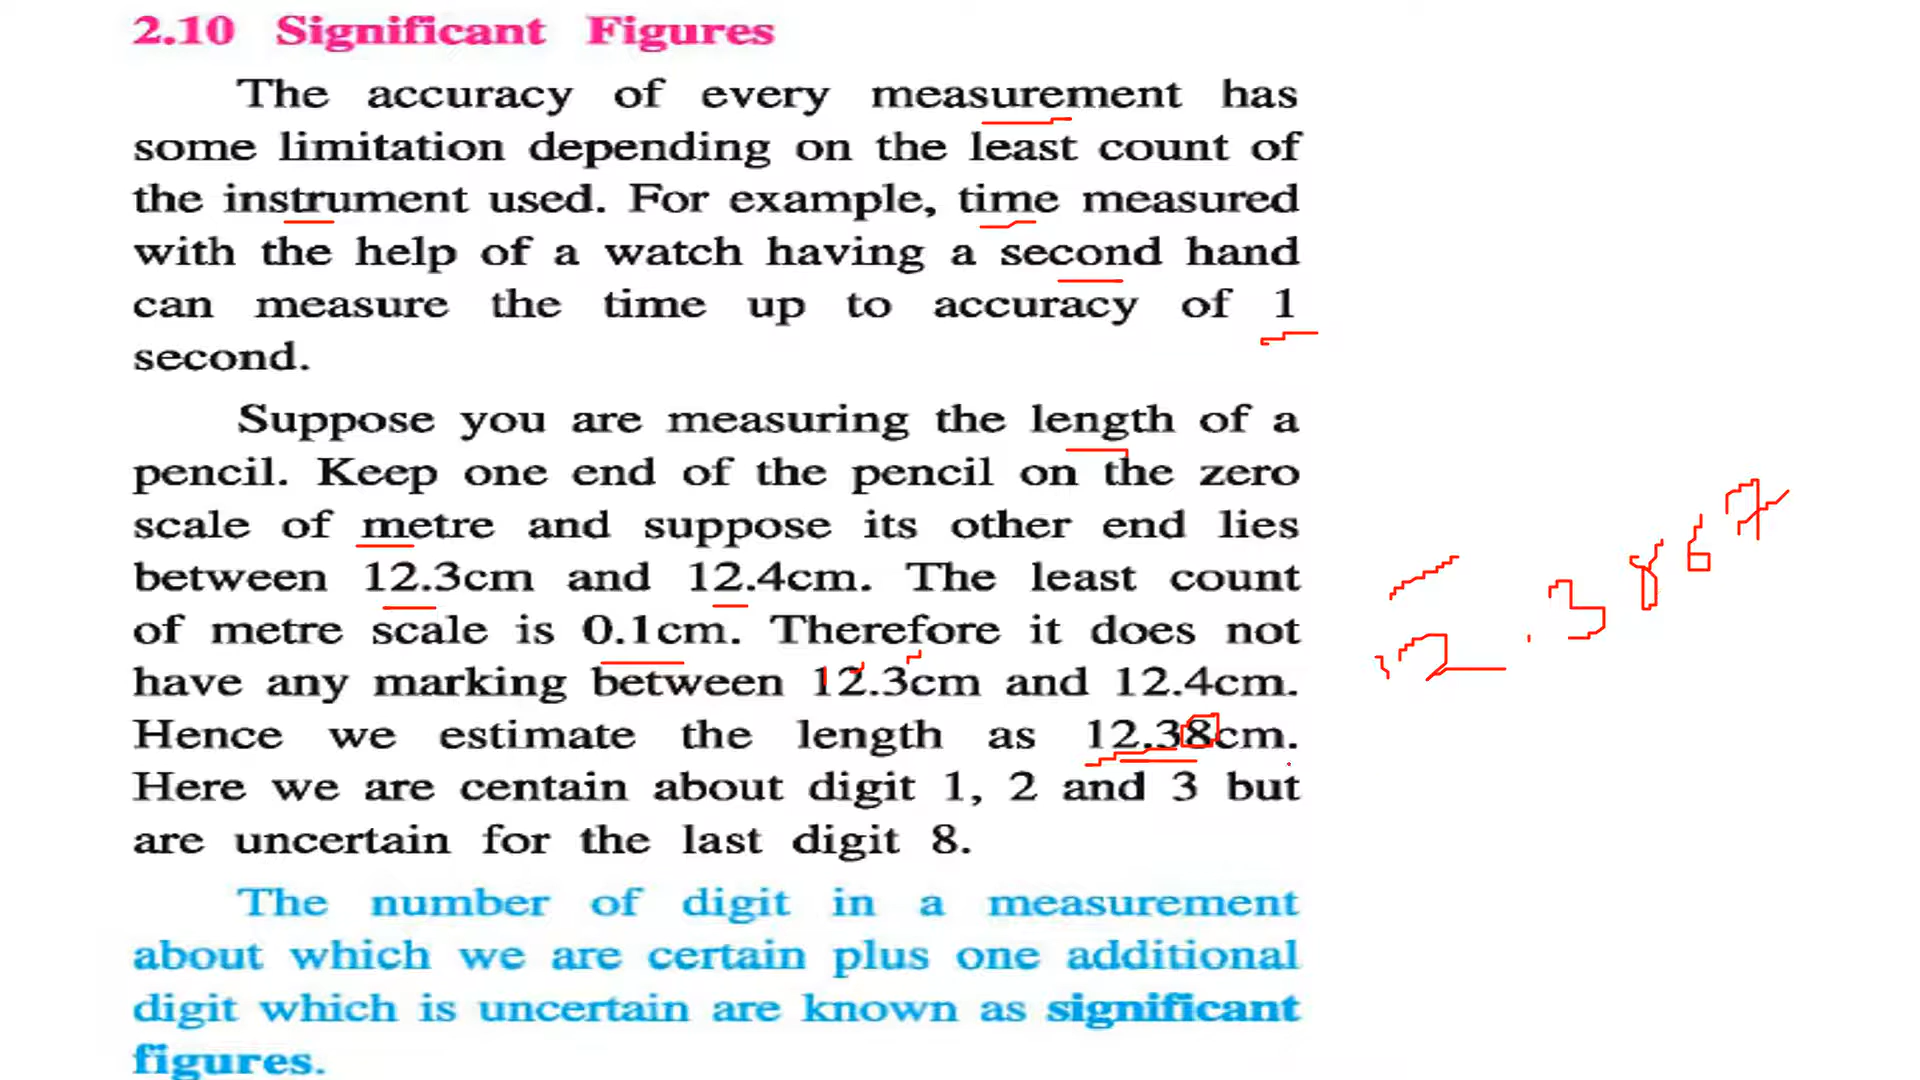 2.10 Significant Figures
The accuracy of every measurement has
some limitation depending on the least count of
the instrument used. For example, time measured
with the help of a watch having a second hand
can measure the time up to accuracy of 1
second.
Suppose you are measuring the length of a
pencil. Keep one end of the pencil on the zero
scale of metre and suppose its other end lies
between 12.3cm and 12.4cm. The least count
of metre scale is 0.1cm. Therefore it does not
have any marking between 12.3cm and 12.4cm.
Hence we estimate the length as 12.38cm.
Here we are centain about digit 1, 2 and 3 but
are uncertain for the last digit 8.
The number of digit in a measurement
about which we are certain plus one additional
digit which is uncertain are known as significant
figures.
12.3867